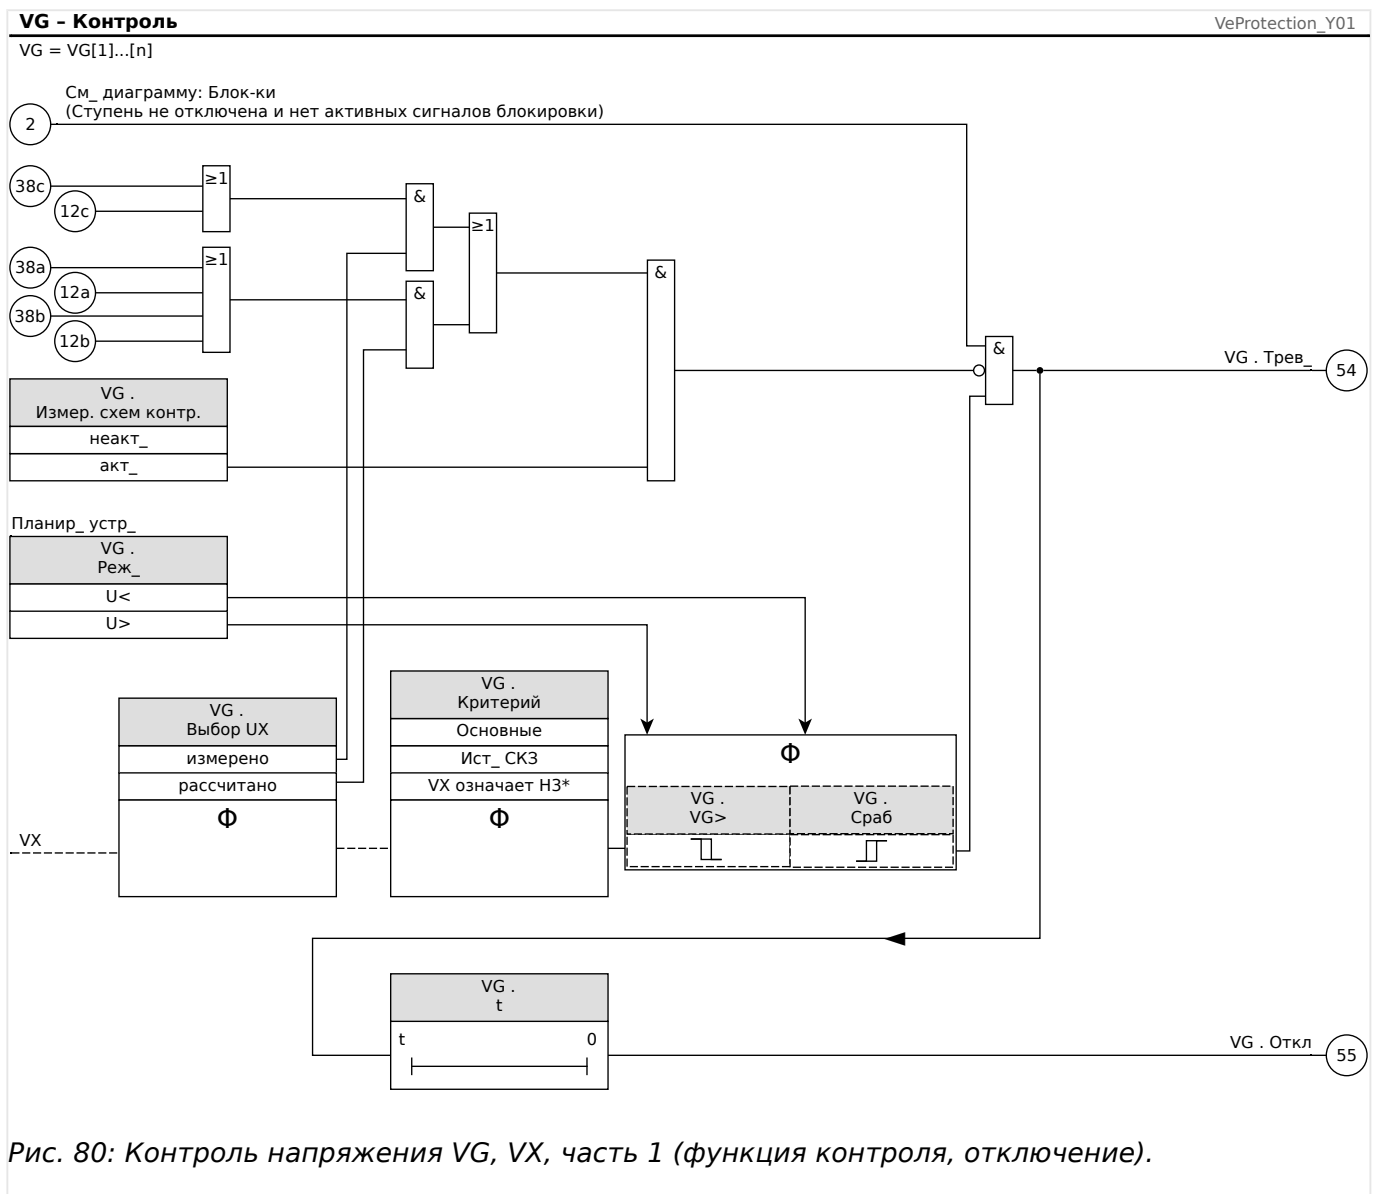 VG – Контроль
VeProtection_Y01
VG = VG[1]...[n]
См_ диаграмму: Блок-ки
(Ступень не отключена и нет активных сигналов блокировки)
2
38c
12c
≥1
&
≥1
38a
12a
38b
12b
≥1
&
&
&
VG . Трев_
54
VG .
Измер. схем контр.
неакт_
акт_
Планир_ устр_
VG .
Реж_
U<
U>
VG .
Выбор UX
измерено
рассчитано
Ф
VX
VG .
Критерий
Основные
Ист_ СКЗ
VX означает НЗ*
Ф
Ф
VG .
VG>
VG .
Сраб
VG .
t
t
0
VG . Откл
55
Рис. 80: Контроль напряжения VG, VX, часть 1 (функция контроля, отключение).